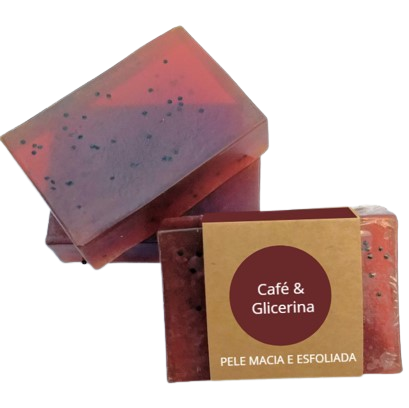 Café &
Glicerina
PELE MACIA E ESFOLIADA